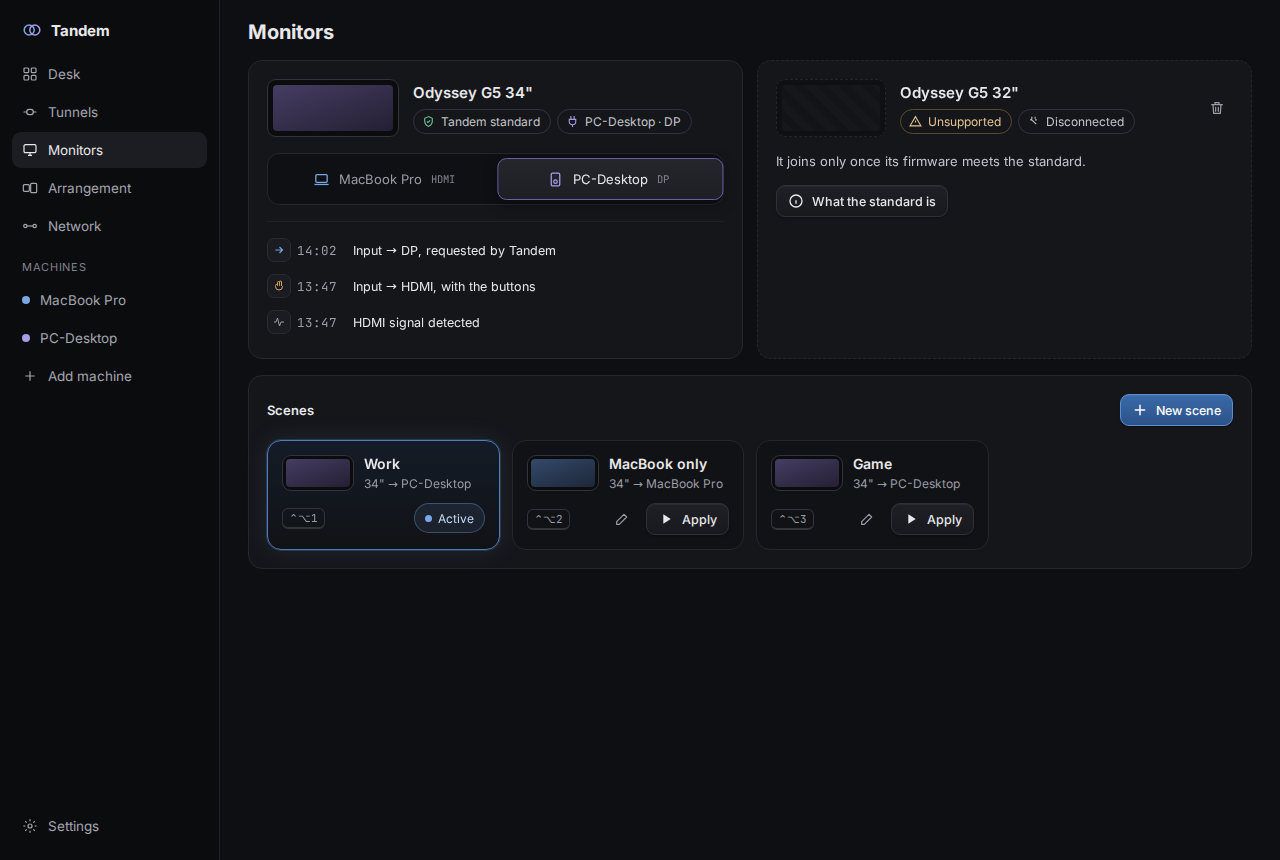 Tandem
Desk
Tunnels
Monitors
Arrangement
Network
MACHINES
MacBook Pro
PC-Desktop
Add machine
Settings
Monitors
Odyssey G5 34"
Tandem standard
PC-Desktop · DP
MacBook Pro HDMI
PC-Desktop DP
14:02 Input → DP, requested by Tandem
13:47 Input → HDMI, with the buttons
13:47 HDMI signal detected
Odyssey G5 32"
Unsupported
Disconnected
It joins only once its firmware meets the standard.
What the standard is
Scenes
New scene
Work
34" → PC-Desktop
⌃⌥1
Active
MacBook only
34" → MacBook Pro
⌃⌥2
Apply
Game
34" → PC-Desktop
⌃⌥3
Apply